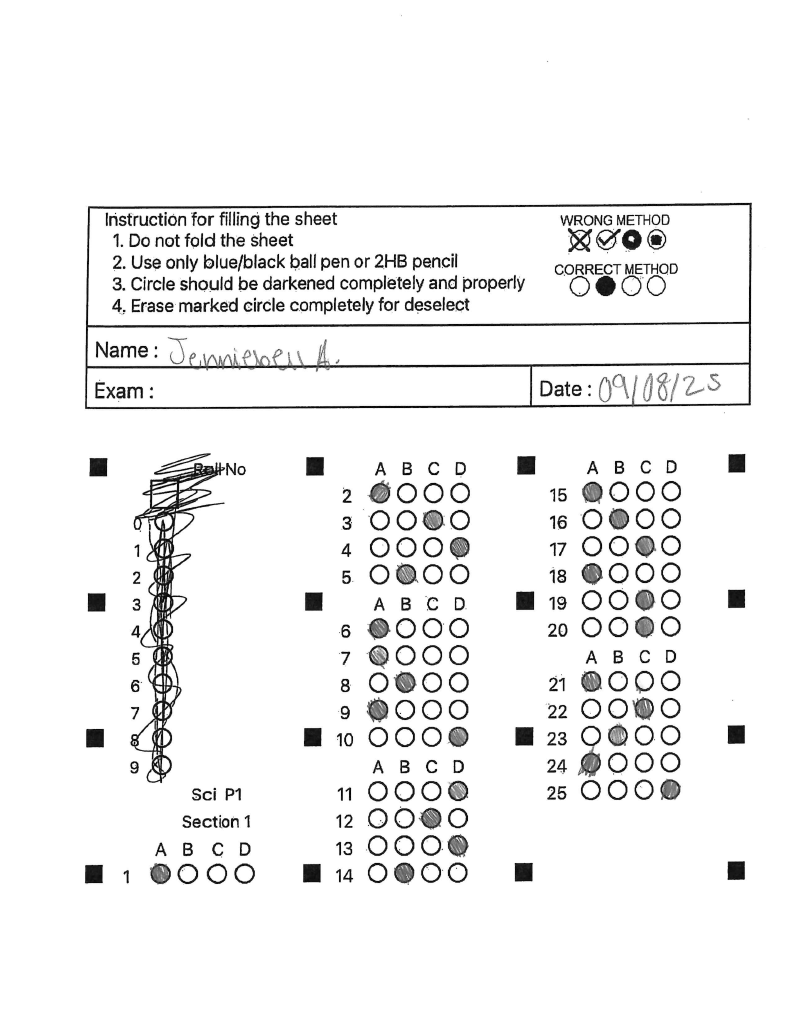 Instruction for filling the sheet
1. Do not fold the sheet
2. Use only blue/black ball pen or 2HB pencil
3. Circle should be darkened completely and properly
4. Erase marked circle completely for deselect
WRONG METHOD
CORRECT METHOD
Name : Jenniebell A.
Exam :
Date : 09/08/25
Roll No
0
1
2
3
4
5
6
7
8
9
Sci P1
Section 1
A B C D
1
A B C D
2
3
4
5
A B C D
6
7
8
9
10
A B C D
11
12
13
14
A B C D
15
16
17
18
19
20
A B C D
21
22
23
24
25